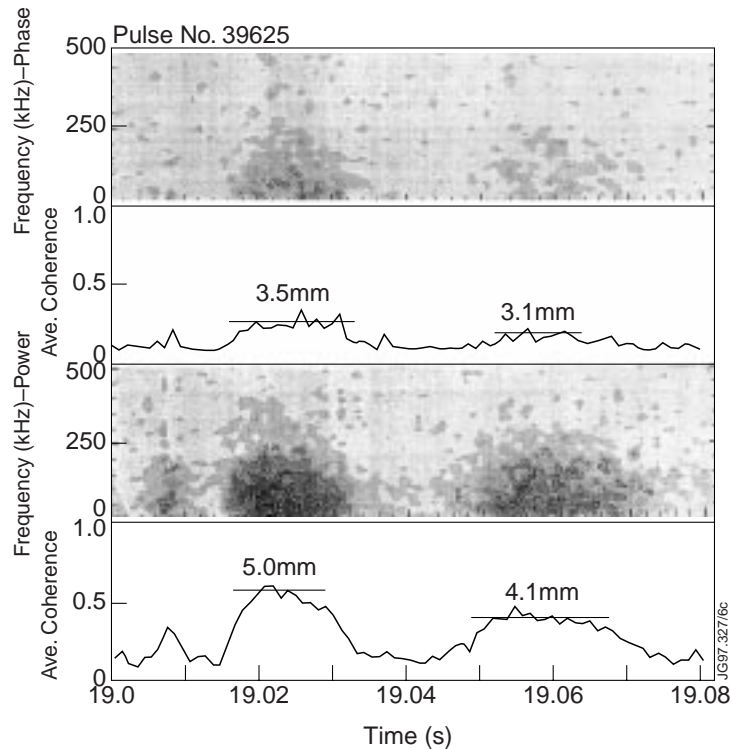 Pulse No. 39625
Frequency (kHz)–Phase
500
250
0
Ave. Coherence
1.0
0.5
0
3.5mm
3.1mm
Frequency (kHz)–Power
500
250
0
Ave. Coherence
1.0
0.5
0
5.0mm
4.1mm
19.0
19.02
19.04
19.06
19.08
Time (s)
JG97.327/6c